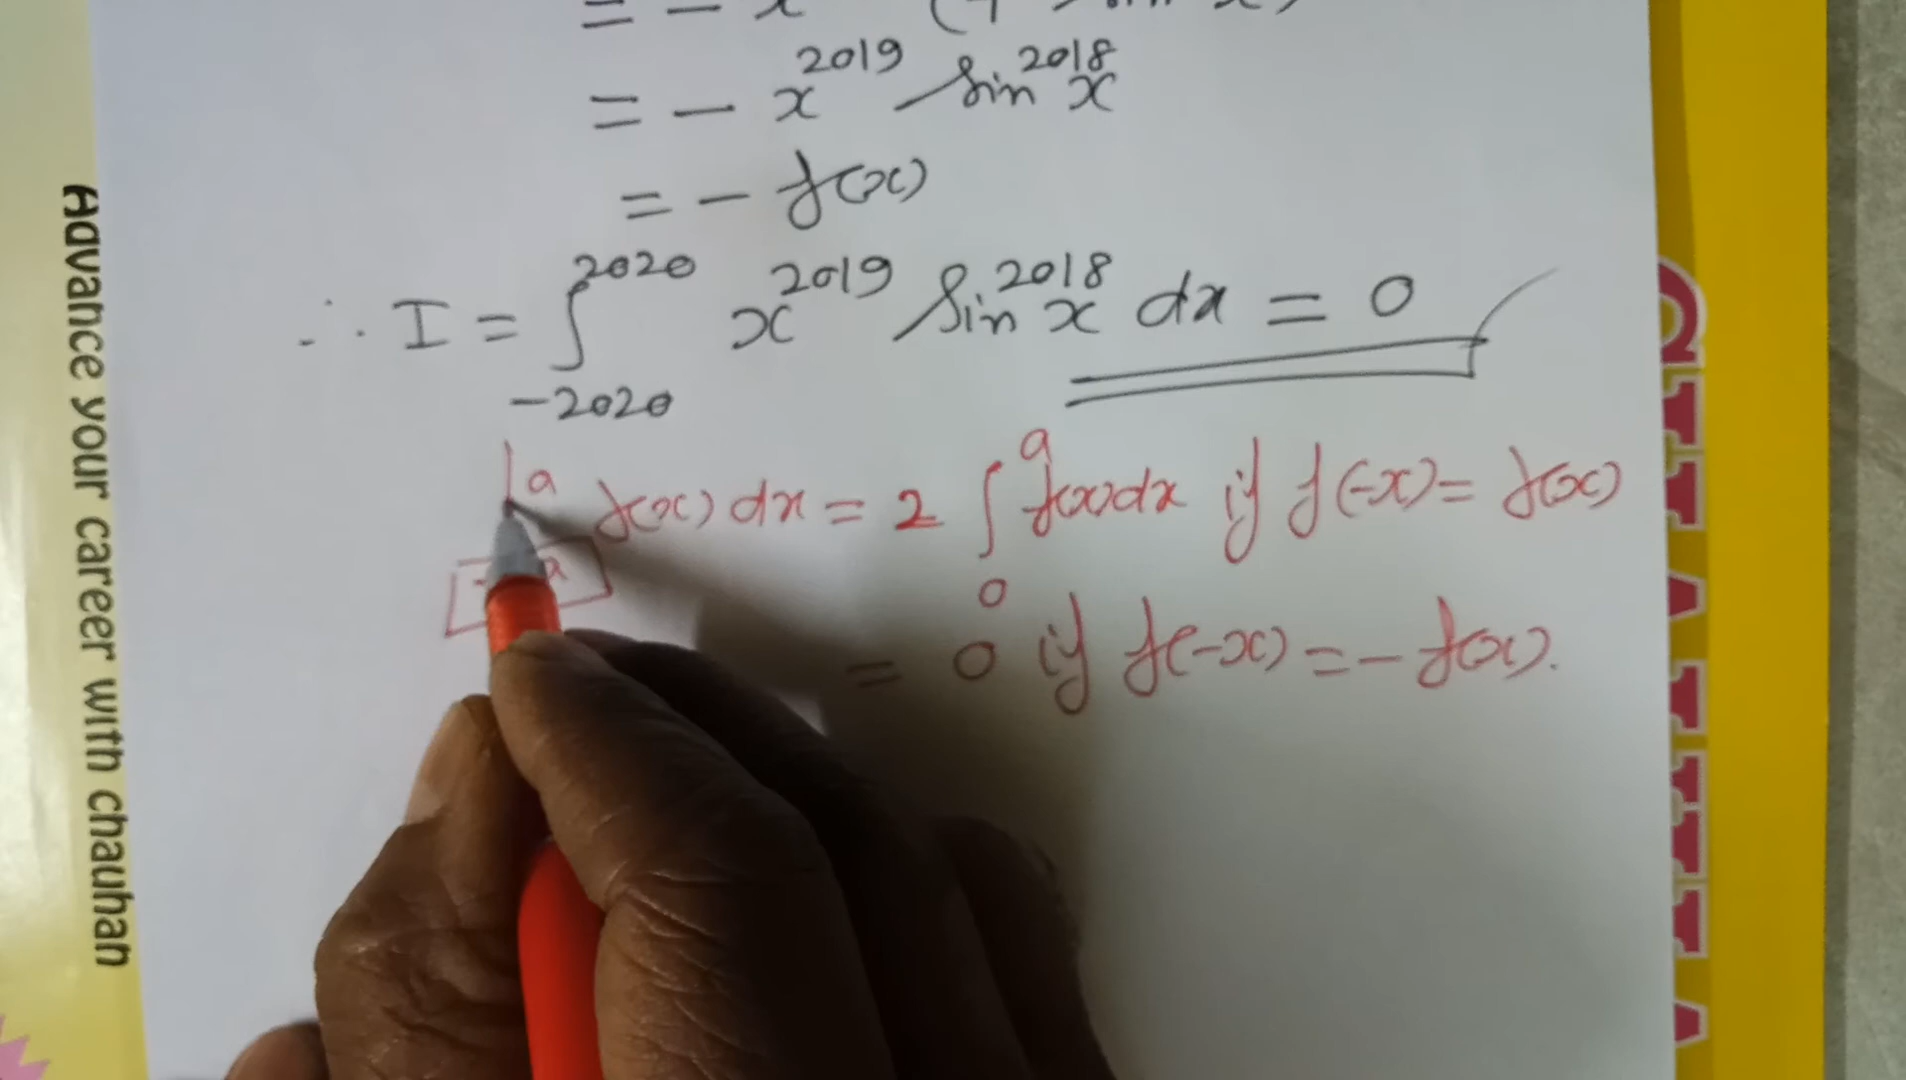 = - x (+ sin x)
= - x^2019 sin^2018 x
= - f(x)
∴ I = ∫_{-2020}^{2020} x^2019 sin^2018 x dx = 0
∫_{-a}^{a} f(x) dx = 2 ∫_0^a f(x) dx if f(-x) = f(x)
= 0 if f(-x) = - f(x).
Advance your career with chauhan